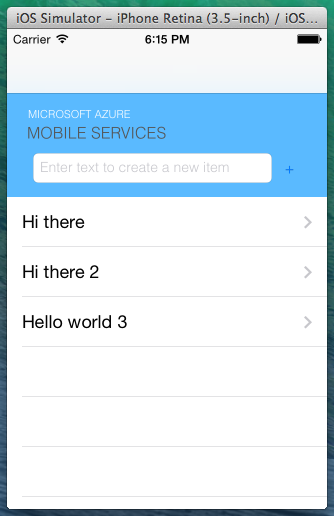 iOS Simulator – iPhone Retina (3.5-inch) / iOS...
Carrier 6:15 PM
MICROSOFT AZURE
MOBILE SERVICES
Enter text to create a new item +
Hi there
Hi there 2
Hello world 3